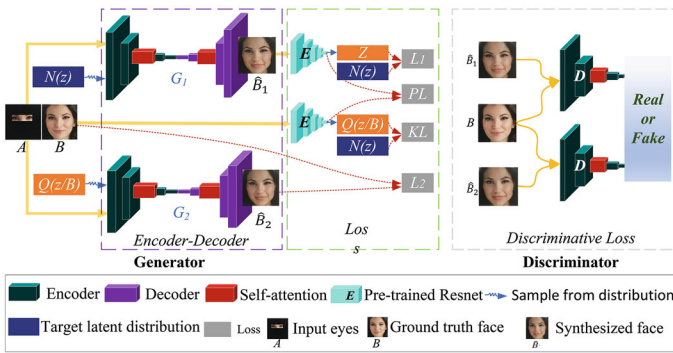 N(z)
G₁
B̂₁
E
Z
N(z)
L1
PL
A
B
E
Q(z/B)
N(z)
KL
Q(z/B)
G₂
B̂₂
L2
Encoder-Decoder
Generator
Los
s
B̂₁
B
B̂₂
D
D
Real
or
Fake
Discriminative Loss
Discriminator
Encoder
Decoder
Self-attention
E
Pre-trained Resnet
Sample from distribution
Target latent distribution
Loss
A
Input eyes
B
Ground truth face
B
Synthesized face